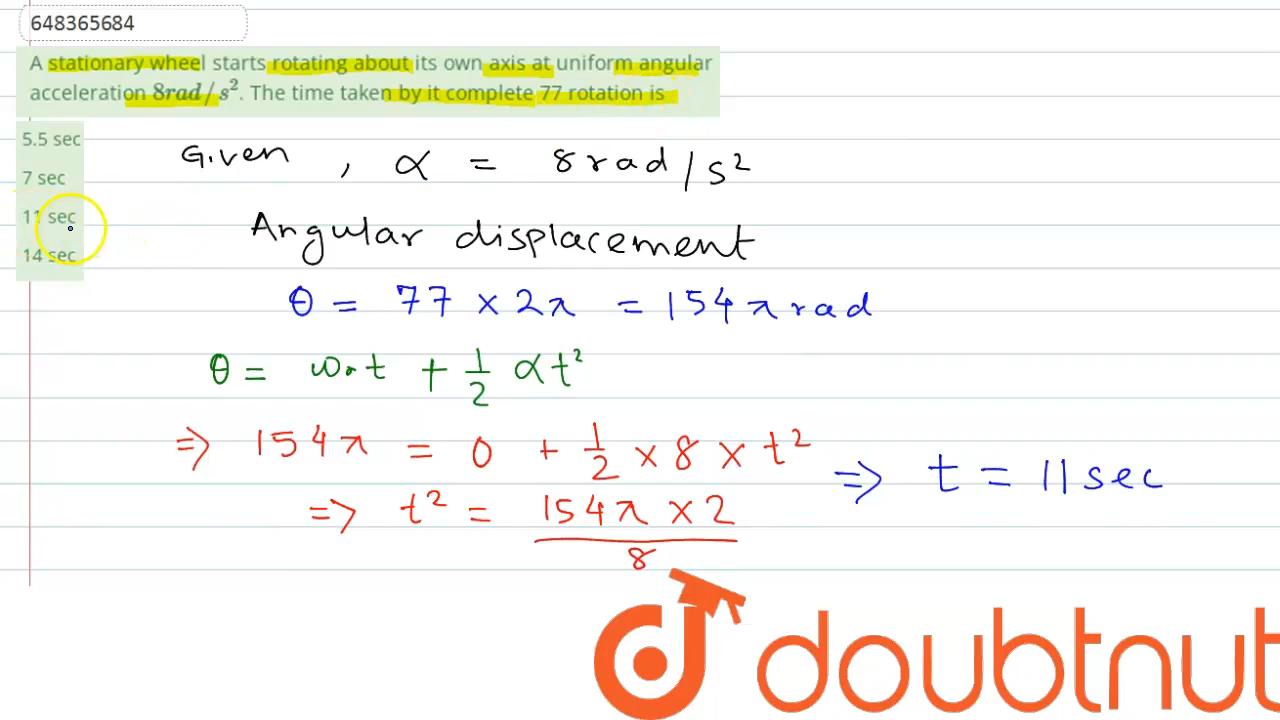 648365684
A stationary wheel starts rotating about its own axis at uniform angular
acceleration 8rad/s². The time taken by it complete 77 rotation is
5.5 sec
7 sec
11 sec
14 sec
Given, α = 8 rad/s²
Angular displacement
θ = 77 × 2π = 154 π rad
θ = ω₀t + 1/2 αt²
⇒ 154π = 0 + 1/2 × 8 × t²
⇒ t² = 154π × 2 / 8
⇒ t = 11 sec
doubtnut